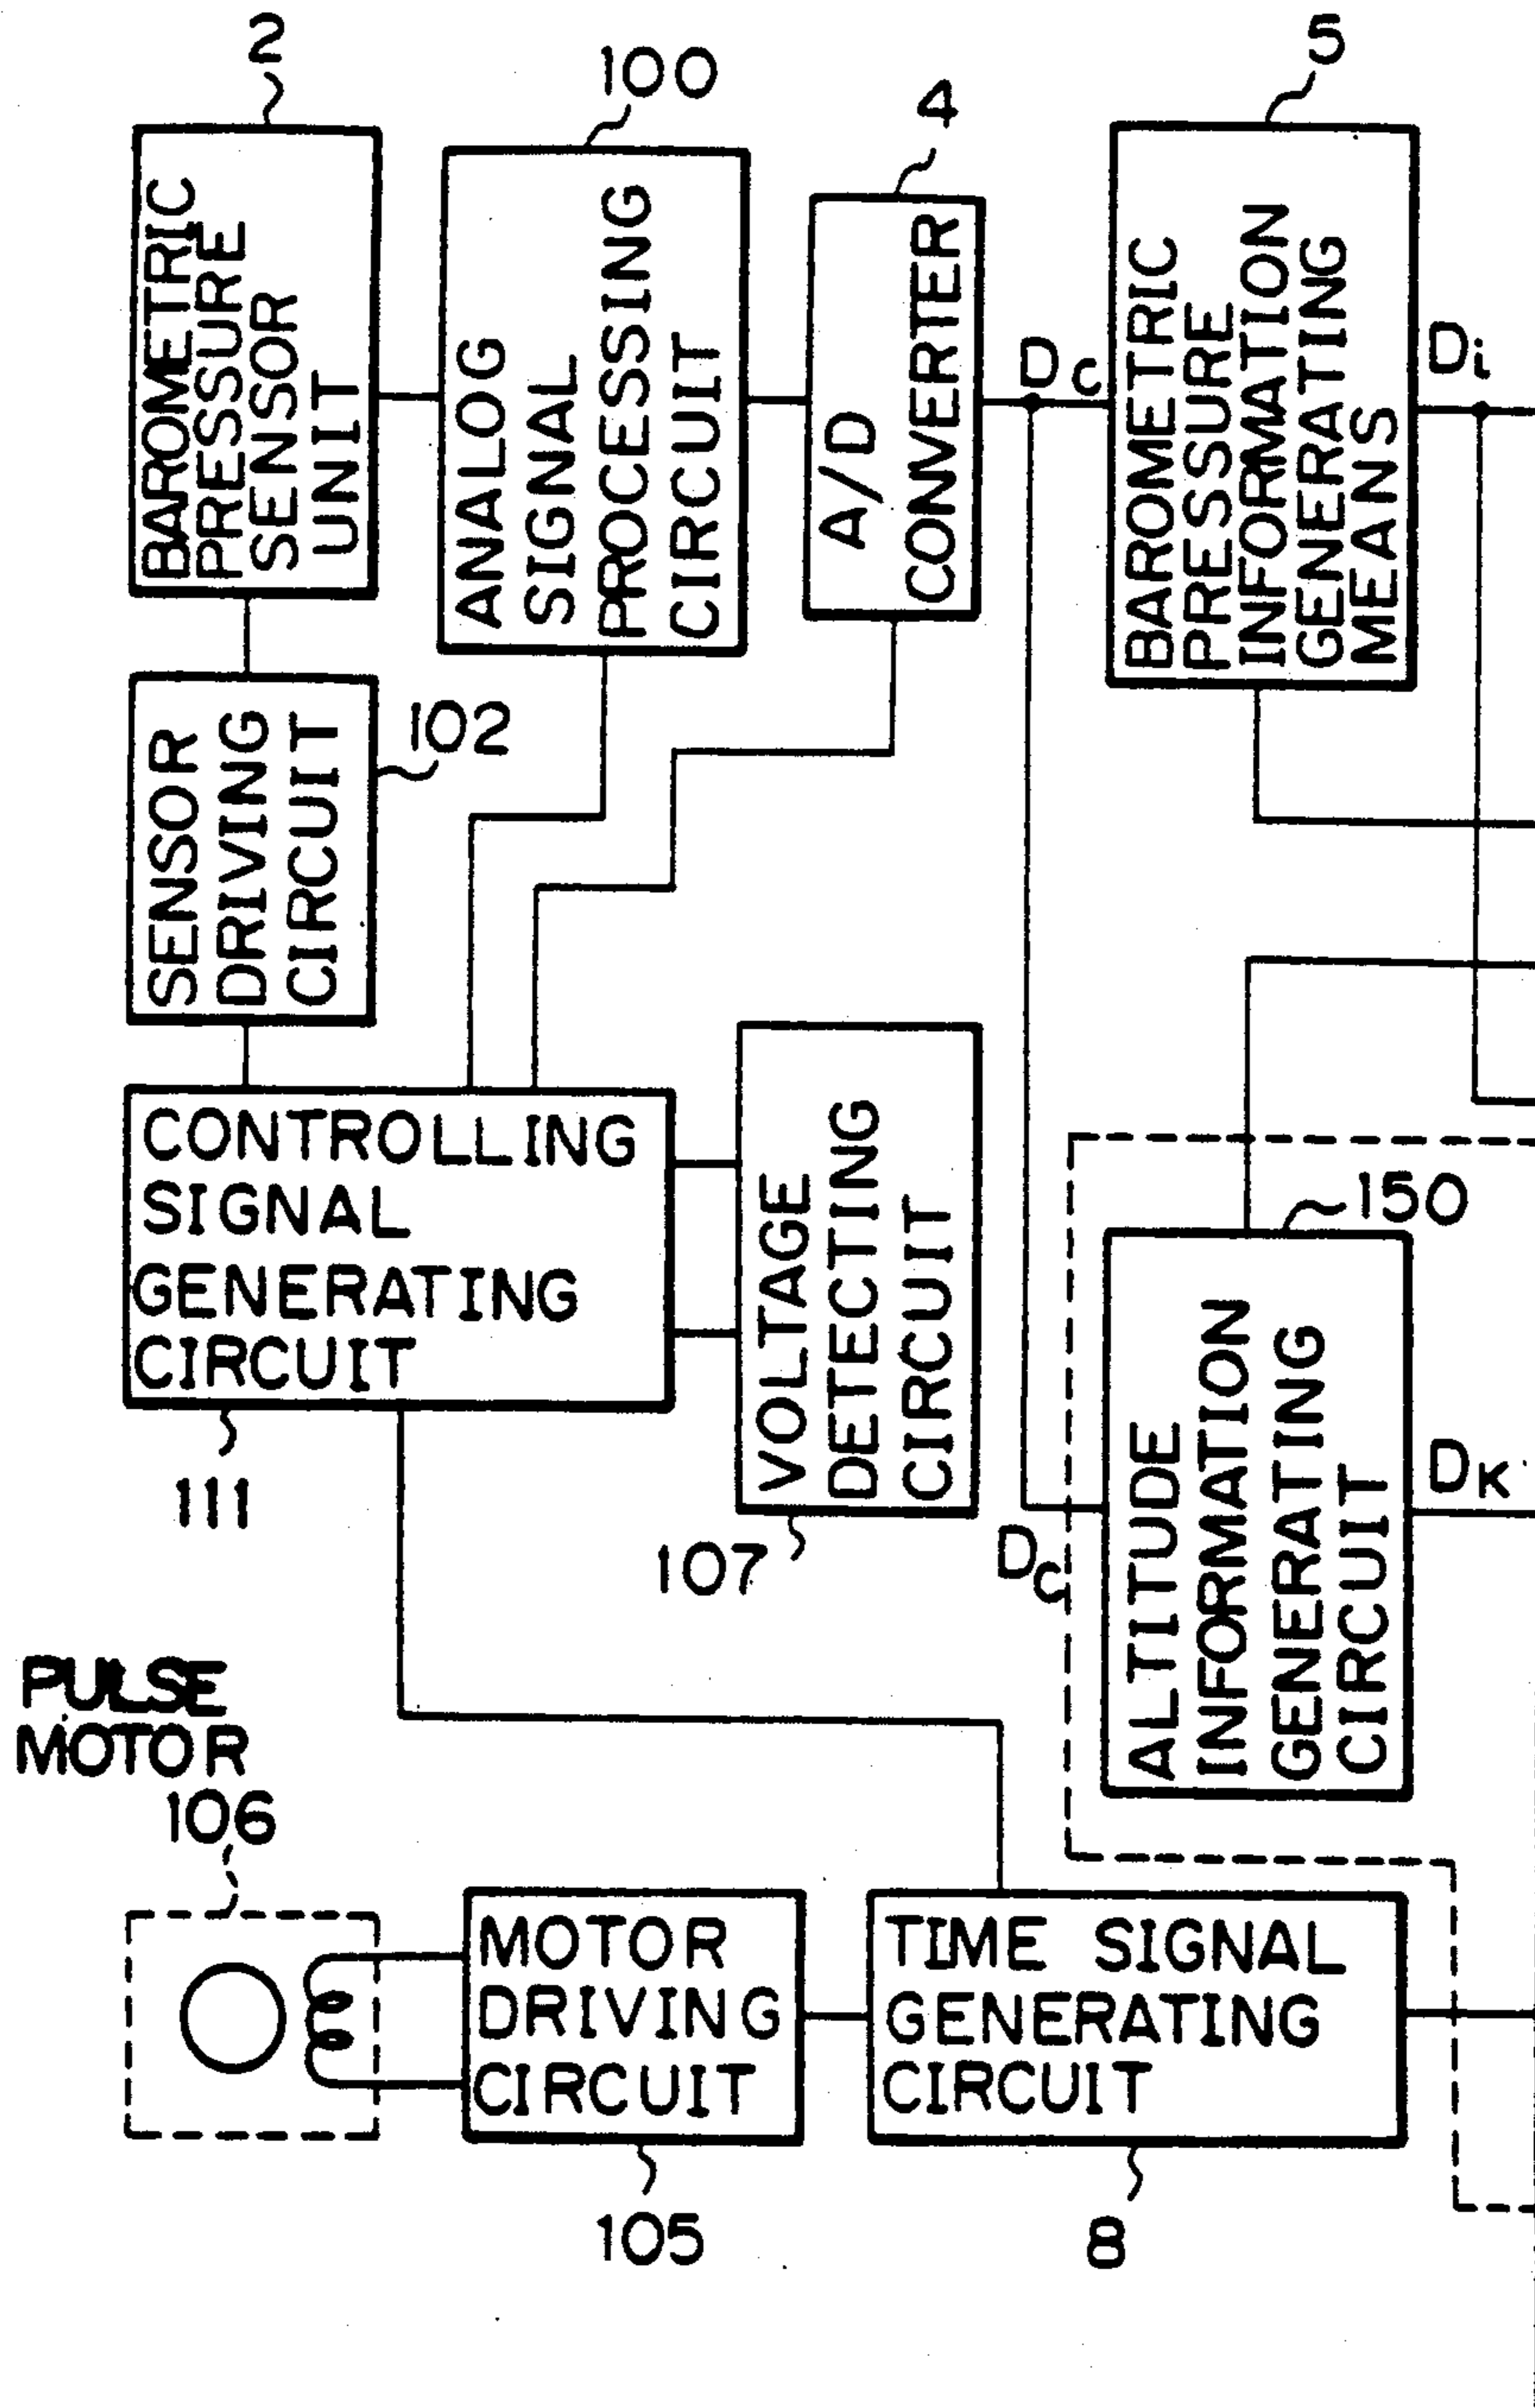 2
100
4
5
BAROMETRIC
PRESSURE
SENSOR
UNIT
ANALOG
SIGNAL
PROCESSING
CIRCUIT
A/D
CONVERTER
Dc
BAROMETRIC
PRESSURE
INFORMATION
GENERATING
MEANS
Di
SENSOR
DRIVING
CIRCUIT
102
CONTROLLING
SIGNAL
GENERATING
CIRCUIT
111
VOLTAGE
DETECTING
CIRCUIT
107
150
ALTITUDE
INFORMATION
GENERATING
CIRCUIT
Dc
DK
PULSE
MOTOR
106
MOTOR
DRIVING
CIRCUIT
105
TIME SIGNAL
GENERATING
CIRCUIT
8